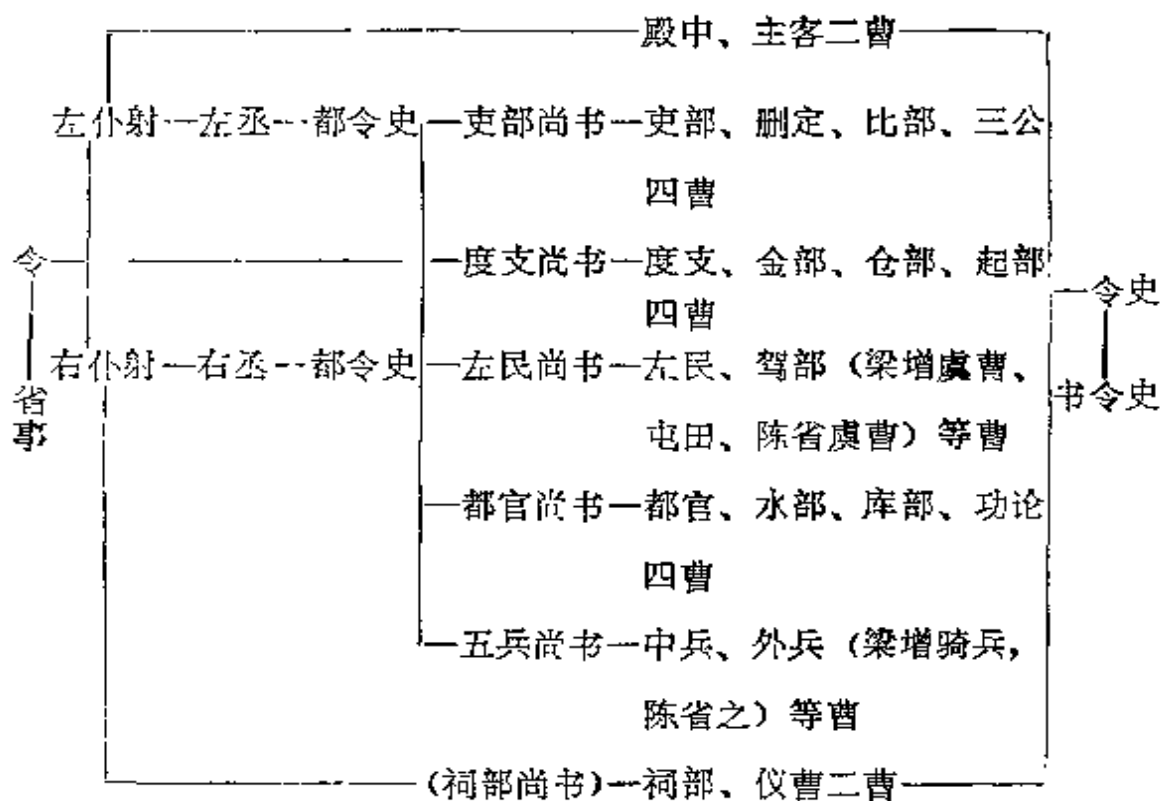 殿中、主客二曹
左仆射 左丞 都令史 吏部尚书 吏部、删定、比部、三公
四曹
令 度支尚书 度支、金部、仓部、起部
四曹
令史
右仆射 右丞 都令史 左民尚书 左民、驾部（梁增虞曹、
省事
书令史
屯田、陈省虞曹）等曹
都官尚书 都官、水部、库部、功论
四曹
五兵尚书 中兵、外兵（梁增骑兵，
陈省之）等曹
（祠部尚书） 祠部、仪曹二曹